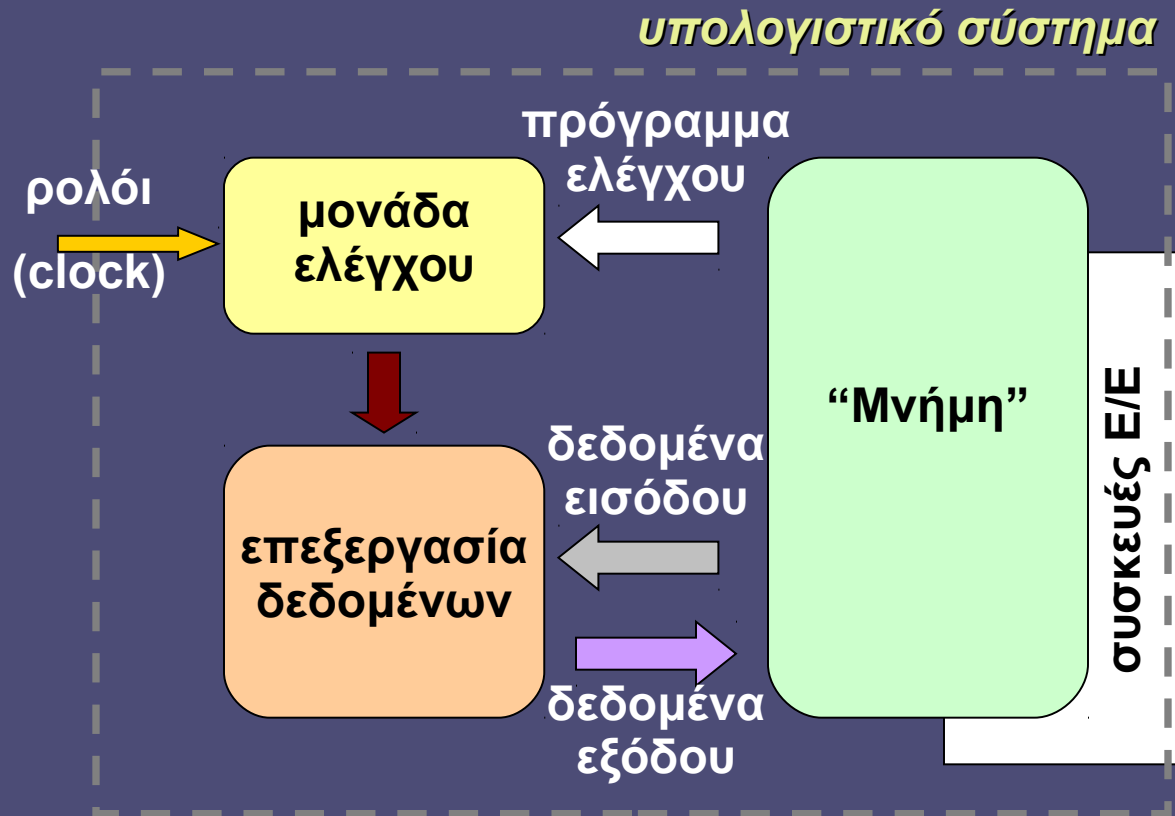 υπολογιστικό σύστημα
πρόγραμμα
ελέγχου
ρολόι
(clock)
μονάδα
ελέγχου
“Μνήμη”
συσκευές Ε/Ε
δεδομένα
εισόδου
επεξεργασία
δεδομένων
δεδομένα
εξόδου